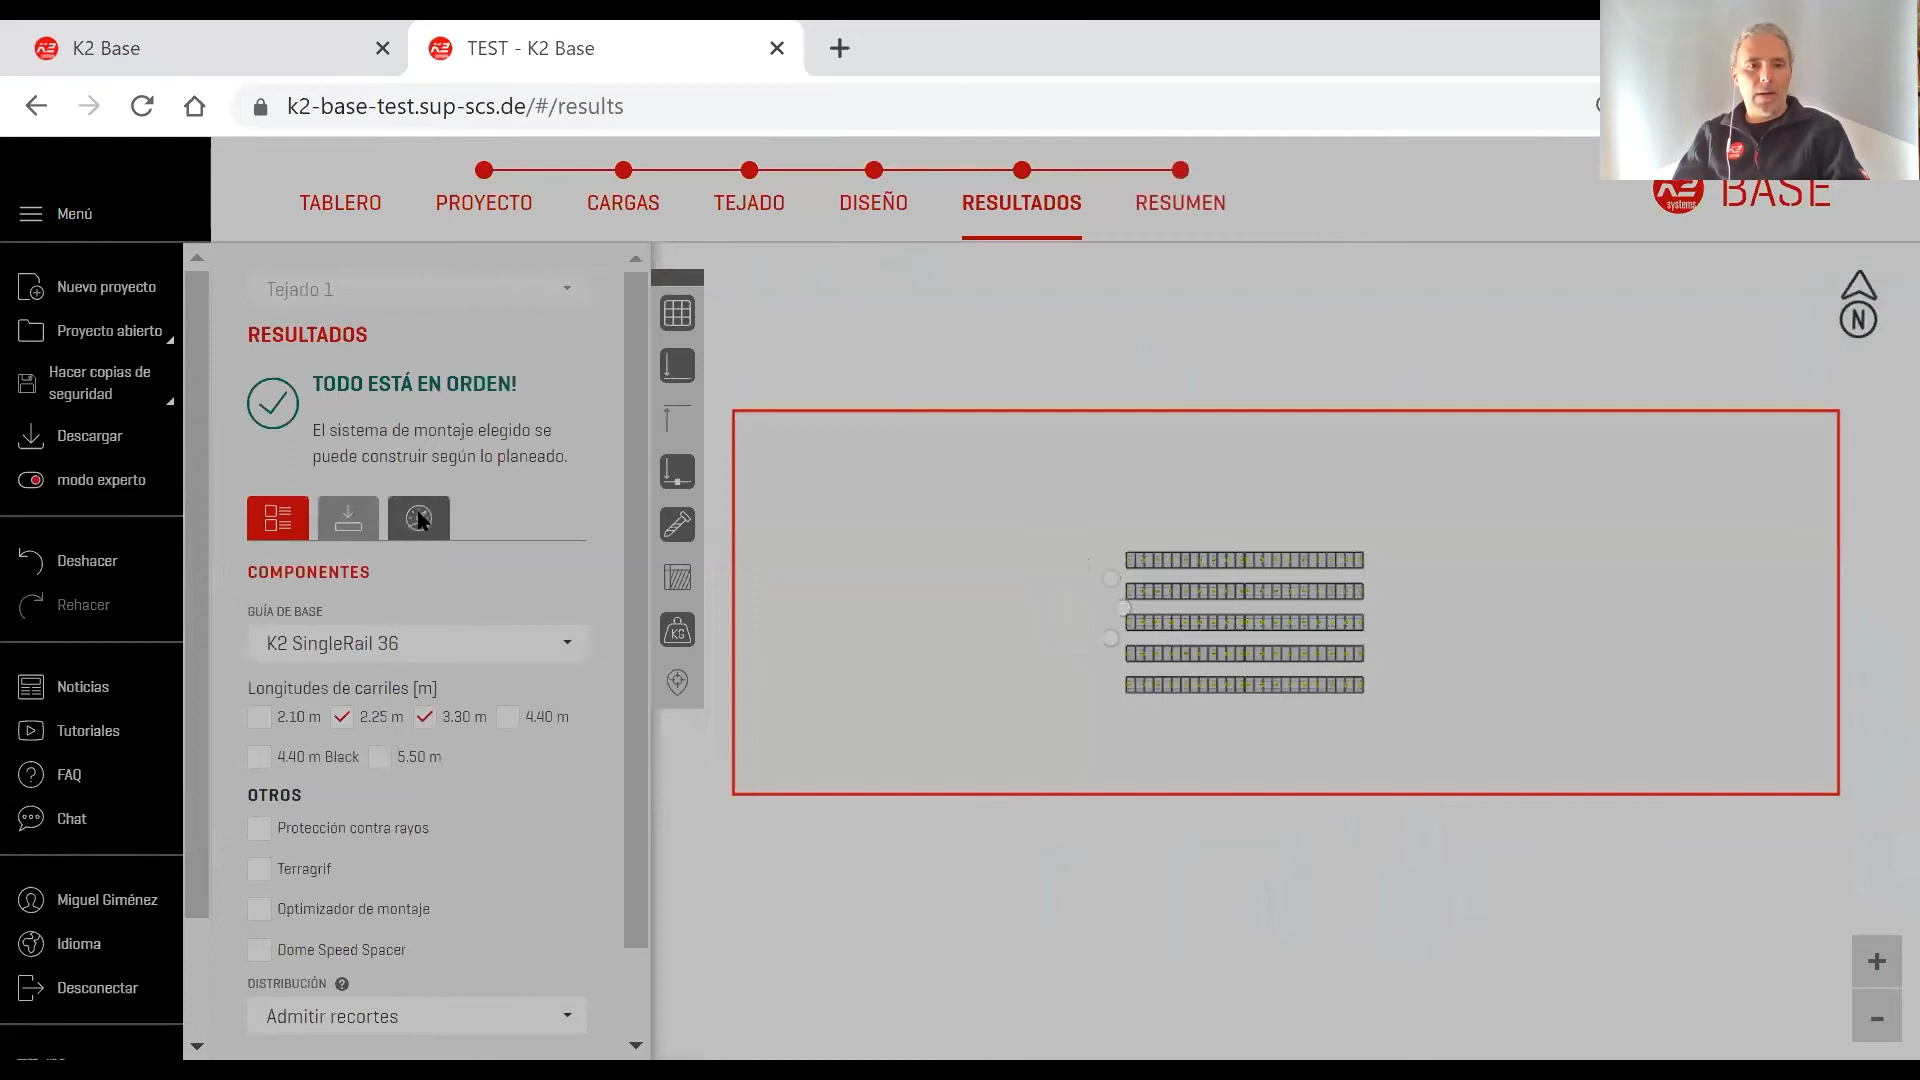 K2 Base
TEST - K2 Base
k2-base-test.sup-scs.de/#/results
Menú
TABLERO
PROYECTO
CARGAS
TEJADO
DISEÑO
RESULTADOS
RESUMEN
K2
systems
BASE
Nuevo proyecto
Proyecto abierto
Hacer copias de
seguridad
Descargar
modo experto
Deshacer
Rehacer
Noticias
Tutoriales
FAQ
Chat
Miguel Giménez
Idioma
Desconectar
Tejado 1
RESULTADOS
TODO ESTÁ EN ORDEN!
El sistema de montaje elegido se
puede construir según lo planeado.
COMPONENTES
GUÍA DE BASE
K2 SingleRail 36
Longitudes de carriles [m]
2.10 m
2.25 m
3.30 m
4.40 m
4.40 m Black
5.50 m
OTROS
Protección contra rayos
Terragrif
Optimizador de montaje
Dome Speed Spacer
DISTRIBUCIÓN ?
Admitir recortes
KG
N
+
-